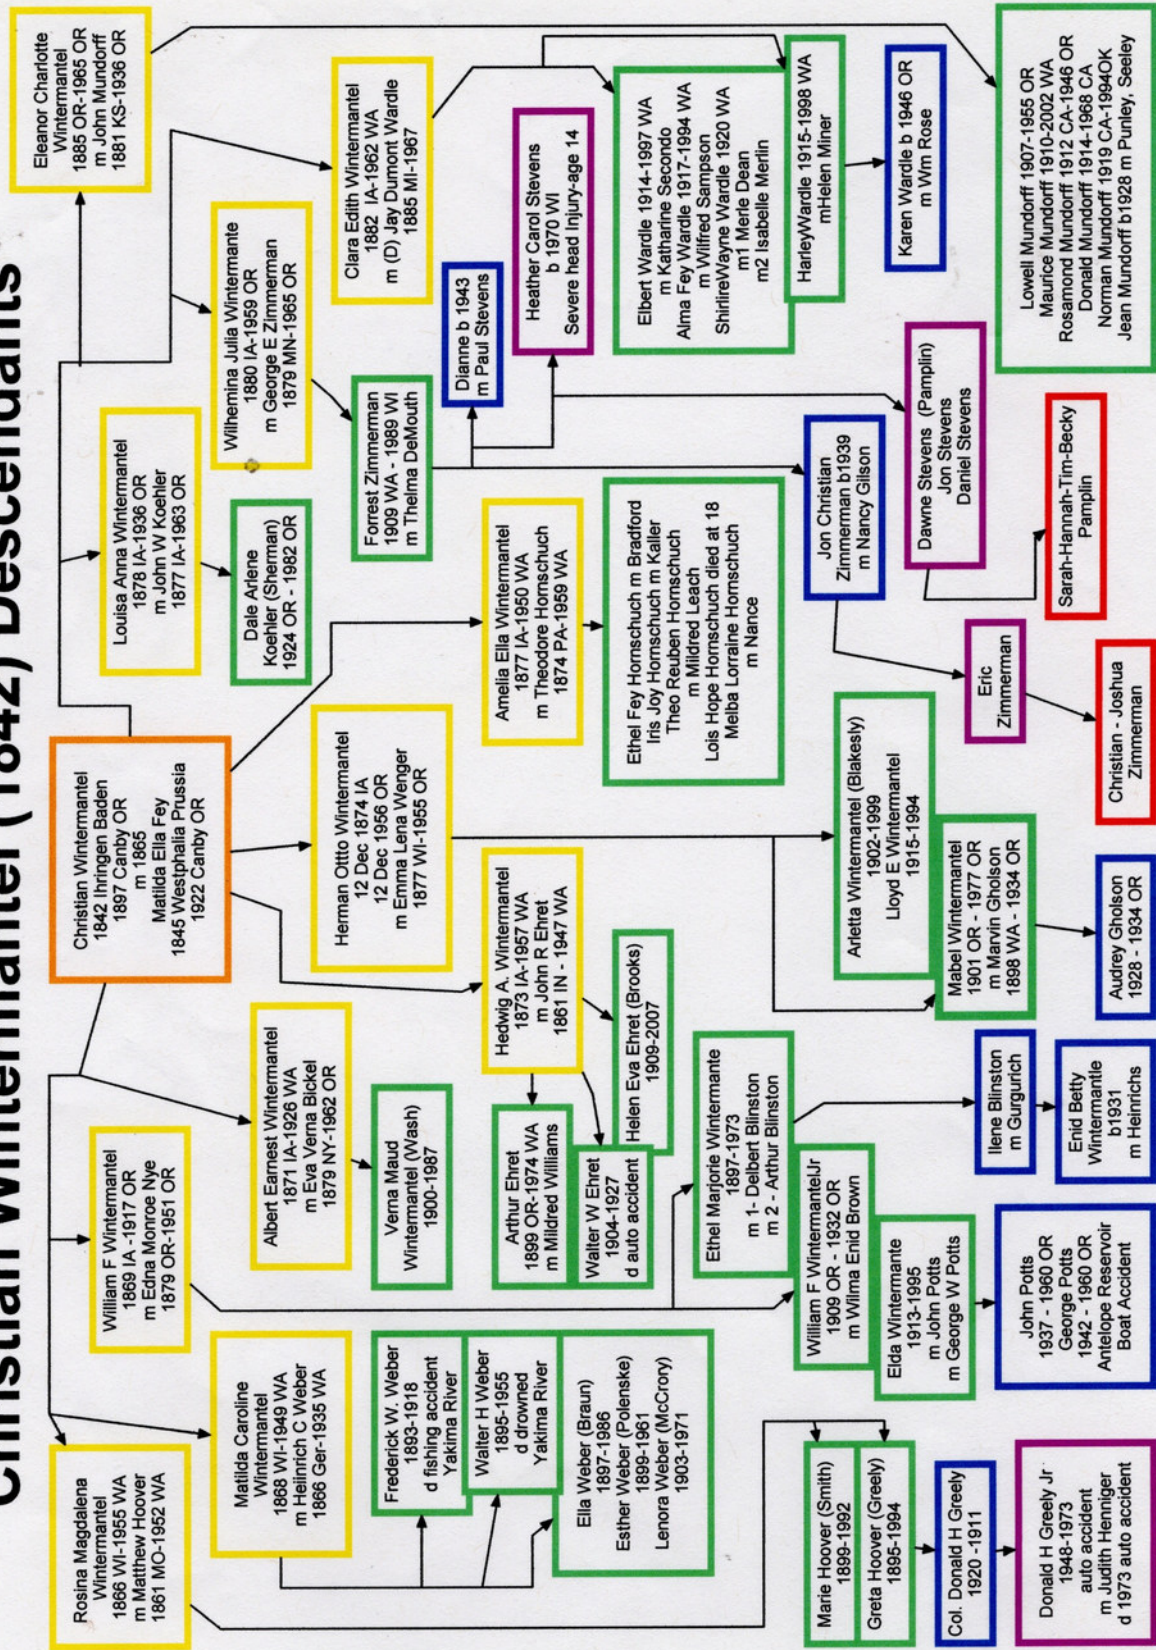 Christian Wintermantel (1842) Descendants
Christian Wintermantel
1842 Ihringen Baden
1897 Canby OR
m 1865
Matilda Ella Fey
1845 Westphalia Prussia
1922 Canby OR
Rosina Magdalena
Wintermantel
1866 WI-1955 WA
m Matthew Hoover
1861 MO-1952 WA
William F Wintermantel
1869 IA -1917 OR
m Edna Monroe Nye
1879 OR-1951 OR
Louisa Anna Wintermantel
1878 IA-1936 OR
m John W Koehler
1877 IA-1963 OR
Eleanor Charlotte
Wintermantel
1885 OR-1965 OR
m John Mundorff
1881 KS-1936 OR
Matilda Caroline
Wintermantel
1868 WI-1949 WA
m Heiinrich C Weber
1866 Ger-1935 WA
Albert Earnest Wintermantel
1871 IA-1926 WA
m Eva Verna Bickel
1879 NY-1962 OR
Herman Ottto Wintermantel
12 Dec 1874 IA
12 Dec 1956 OR
m Emma Lena Wenger
1877 WI-1955 OR
Dale Arlene
Koehler (Sherman)
1924 OR - 1982 OR
Wilhemina Julia Wintermante
1880 IA-1959 OR
m George E Zimmerman
1879 MN-1965 OR
Clara Edith Wintermantel
1882 IA-1962 WA
m (D) Jay Dumont Wardle
1885 MI-1967
Frederick W. Weber
1893-1918
d fishing accident
Yakima River
Walter H Weber
1895-1955
d drowned
Yakima River
Ella Weber (Braun)
1897-1986
Esther Weber (Polenske)
1899-1961
Lenora Weber (McCrory)
1903-1971
Verna Maud
Wintermantel (Wash)
1900-1987
Hedwig A. Wintermantel
1873 IA-1957 WA
m John R Ehret
1861 IN - 1947 WA
Amelia Ella Wintermantel
1877 IA-1950 WA
m Theodore Hornschuch
1874 PA-1959 WA
Forrest Zimmerman
1909 WA - 1989 WI
m Thelma DeMouth
Dianne b 1943
m Paul Stevens
Heather Carol Stevens
b 1970 WI
Severe head Injury-age 14
Arthur Ehret
1899 OR-1974 WA
m Mildred Williams
Walter W Ehret
1904-1927
d auto accident
Helen Eva Ehret (Brooks)
1909-2007
Ethel Fey Hornschuch m Bradford
Iris Joy Hornschuch m Kaller
Theo Reuben Hornschuch
m Mildred Leach
Lois Hope Hornschuch died at 18
Melba Lorraine Hornschuch
m Nance
Elbert Wardle 1914-1997 WA
m Katharine Secondo
Alma Fey Wardle 1917-1994 WA
m Wilfred Sampson
ShirlreWayne Wardle 1920 WA
m1 Merle Dean
m2 Isabelle Merlin
HarleyWardle 1915-1998 WA
mHelen Miner
Ethel Marjorie Wintermante
1897-1973
m 1- Delbert Blinston
m 2 - Arthur Blinston
William F WintermantelJr
1909 OR - 1932 OR
m Wilma Enid Brown
Elda Wintermante
1913-1995
m John Potts
m George W Potts
Marie Hoover (Smith)
1899-1992
Greta Hoover (Greely)
1895-1994
Arletta Wintermantel (Blakesly)
1902-1999
Lloyd E Wintermantel
1915-1994
Mabel Wintermantel
1901 OR - 1977 OR
m Marvin Gholson
1898 WA - 1934 OR
Jon Christian
Zimmerman b1939
m Nancy Gilson
Dawne Stevens (Pamplin)
Jon Stevens
Daniel Stevens
Karen Wardle b 1946 OR
m Wm Rose
Col. Donald H Greely
1920 -1911
Ilene Blinston
m Gurgurich
Eric
Zimmerman
Donald H Greely Jr
1948-1973
auto accident
m Judith Henniger
d 1973 auto accident
John Potts
1937 - 1960 OR
George Potts
1942 - 1960 OR
Antelope Reservoir
Boat Accident
Enid Betty
Wintermantle
b1931
m Heinrichs
Audrey Gholson
1928 - 1934 OR
Christian - Joshua
Zimmerman
Sarah-Hannah-Tim-Becky
Pamplin
Lowell Mundorff 1907-1955 OR
Maurice Mundorff 1910-2002 WA
Rosamond Mundorff 1912 CA-1946 OR
Donald Mundorff 1914-1968 CA
Norman Mundorff 1919 CA-1994OK
Jean Mundorff b1928 m Punley, Seeley